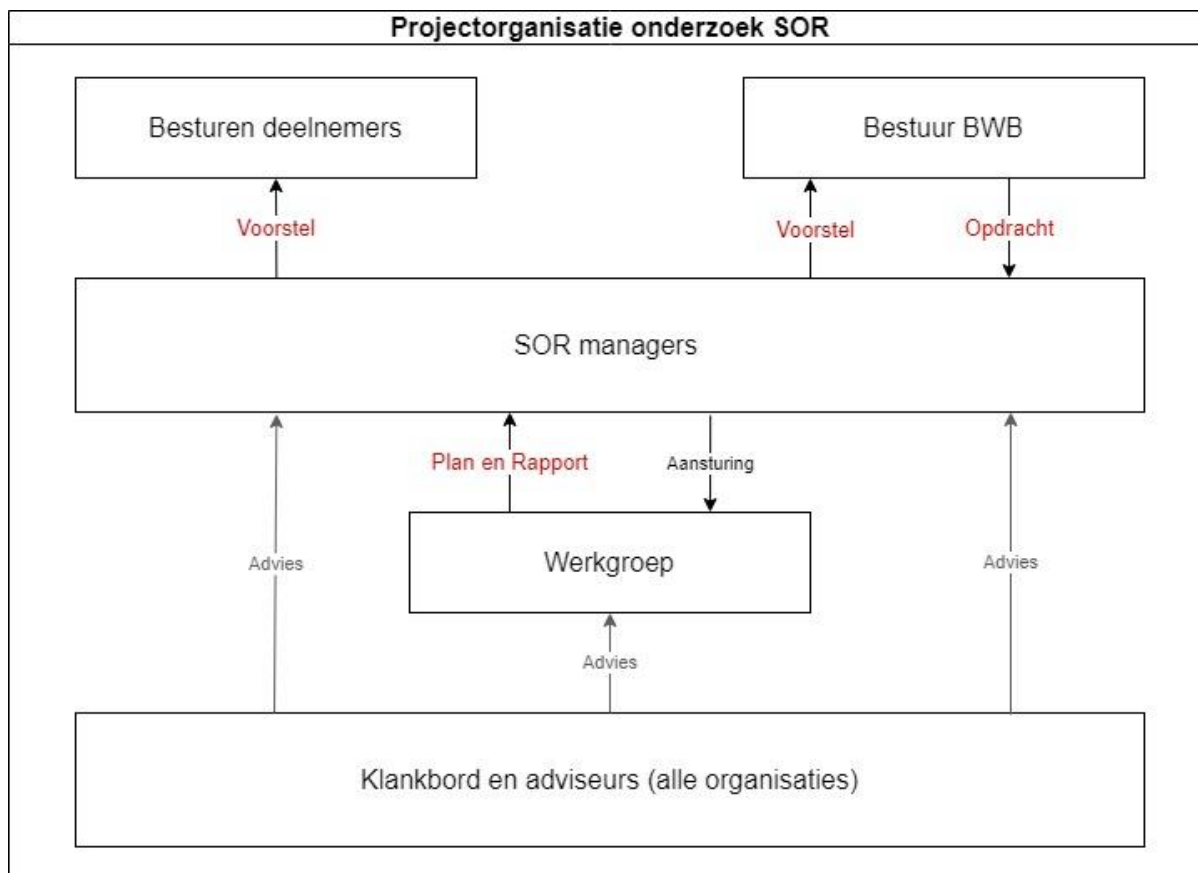 Projectorganisatie onderzoek SOR
Besturen deelnemers
Bestuur BWB
Voorstel
Voorstel
Opdracht
SOR managers
Plan en Rapport
Aansturing
Werkgroep
Advies
Advies
Advies
Klankbord en adviseurs (alle organisaties)